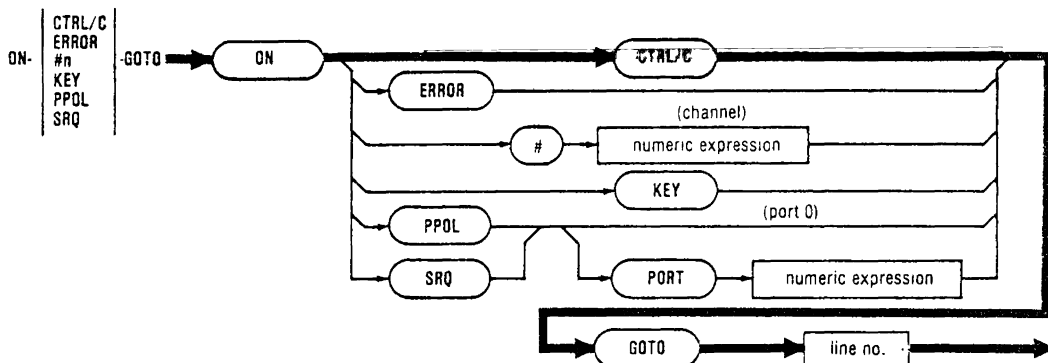 CTRL/C
ERROR
#n
KEY
PPOL
SRQ
ON-
-GOTO
ON
CTRL/C
ERROR
(channel)
#
numeric expression
KEY
(port 0)
PPOL
SRQ
PORT
numeric expression
GOTO
line no.